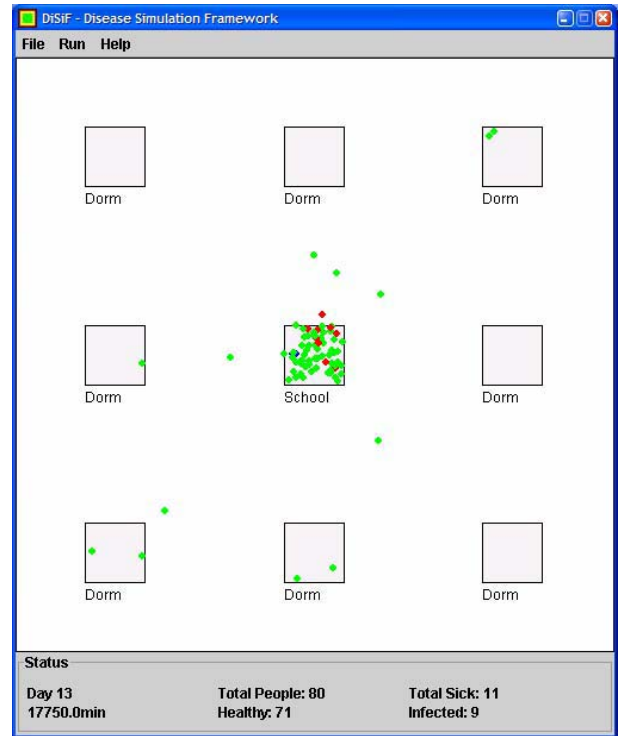 DiSiF - Disease Simulation Framework
File Run Help
Dorm Dorm Dorm
Dorm School Dorm
Dorm Dorm Dorm
Status
Day 13 Total People: 80 Total Sick: 11
17750.0min Healthy: 71 Infected: 9